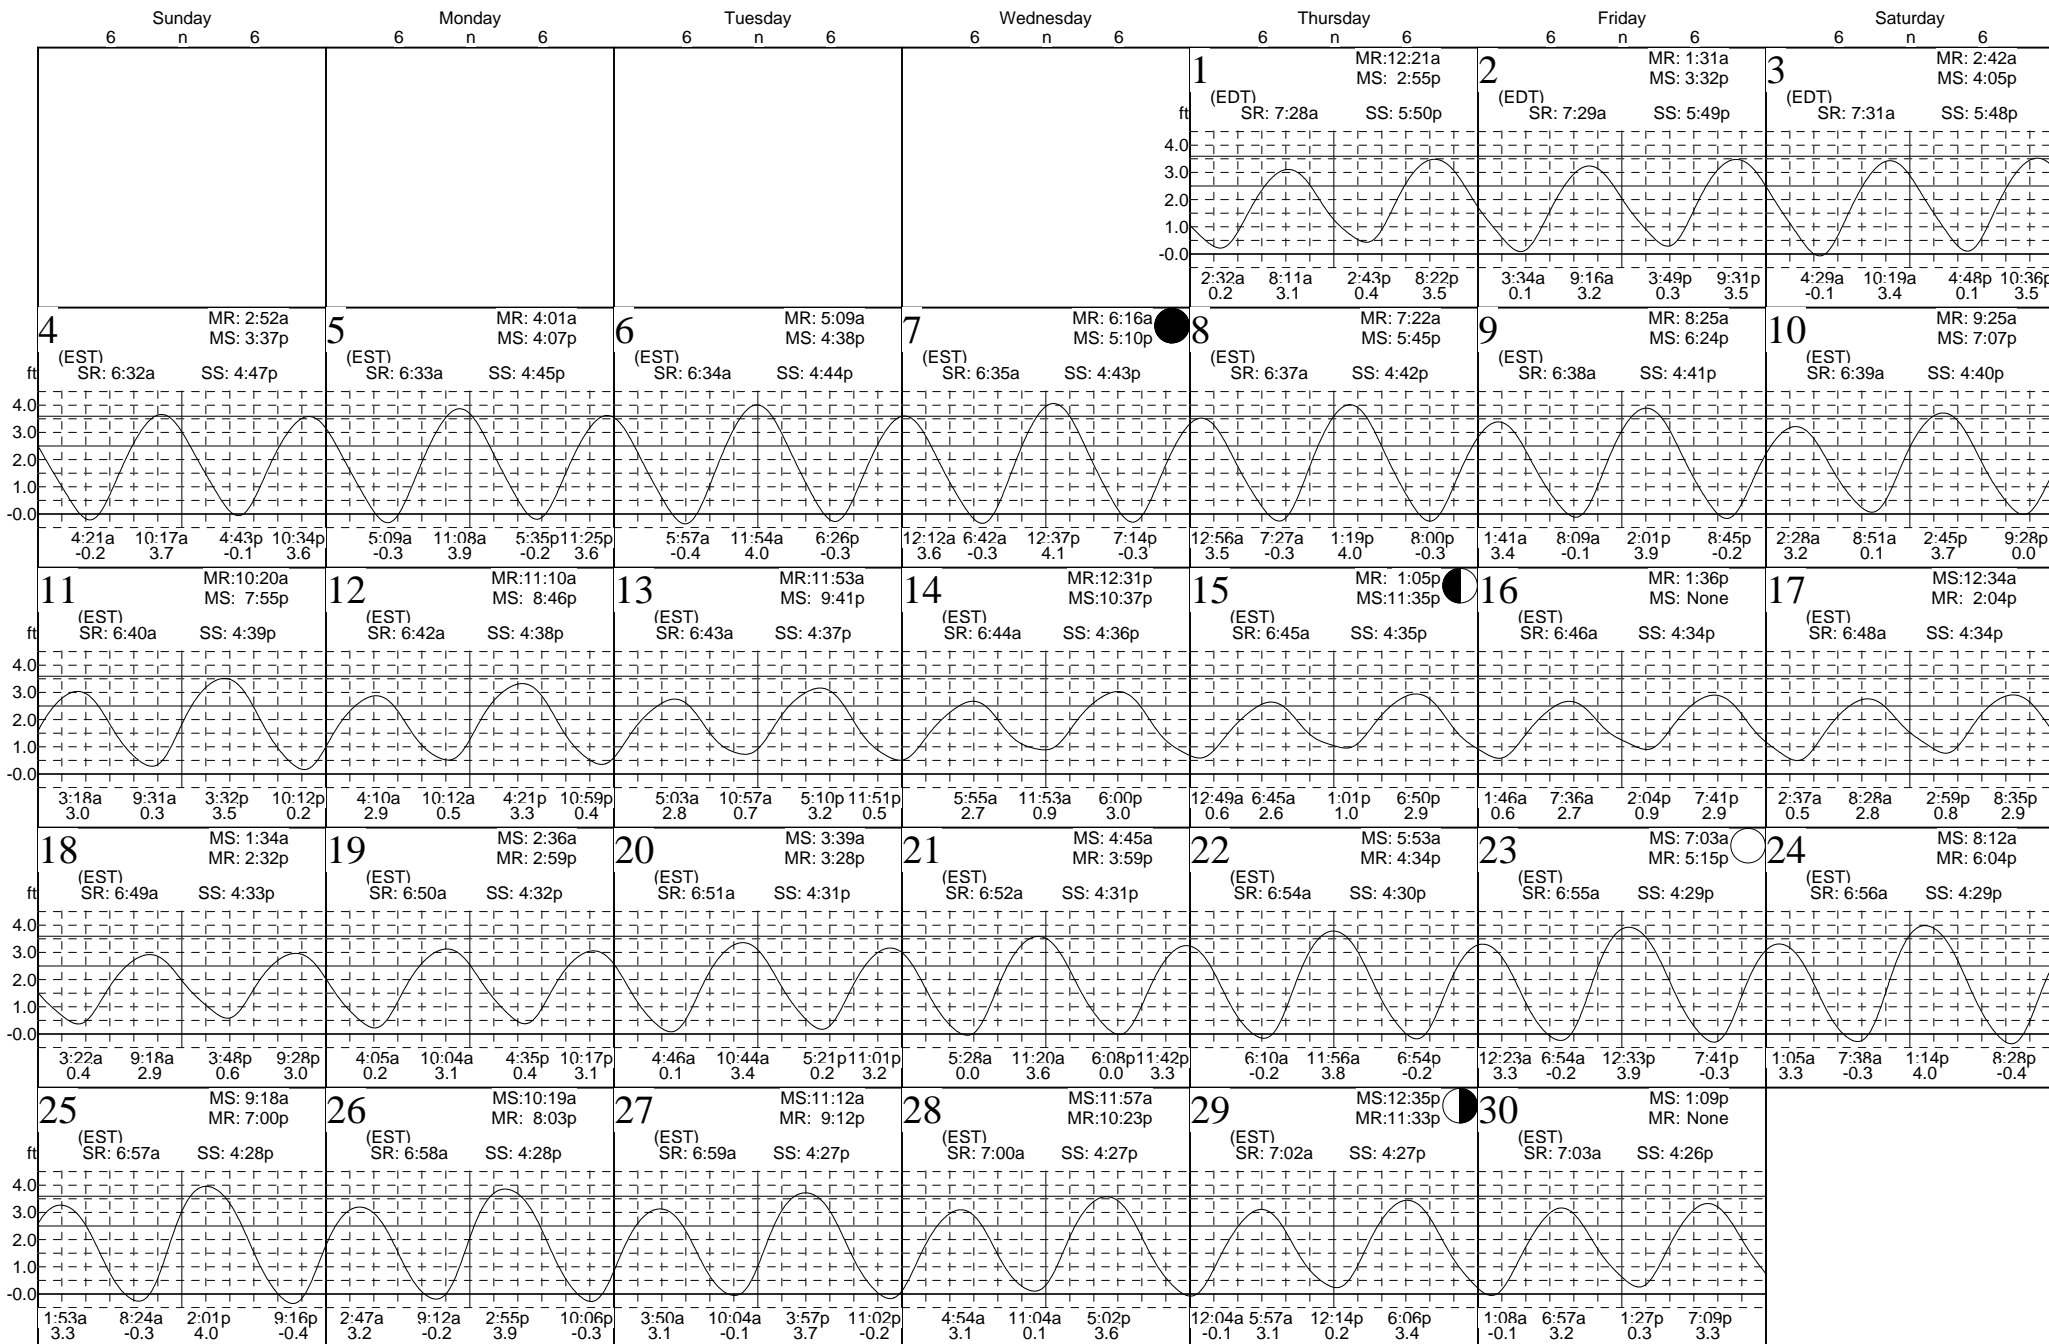 Sunday Monday Tuesday Wednesday Thursday Friday Saturday
6 n 6 6 n 6 6 n 6 6 n 6 6 n 6 6 n 6 6 n 6
1 MR:12:21a 2 MR: 1:31a 3 MR: 2:42a
MS: 2:55p MS: 3:32p MS: 4:05p
(EDT) (EDT) (EDT)
ft SR: 7:28a SS: 5:50p SR: 7:29a SS: 5:49p SR: 7:31a SS: 5:48p
4.0
3.0
2.0
1.0
-0.0
2:32a 8:11a 2:43p 8:22p 3:34a 9:16a 3:49p 9:31p 4:29a 10:19a 4:48p 10:36p
0.2 3.1 0.4 3.5 0.1 3.2 0.3 3.5 -0.1 3.4 0.1 3.5
4 MR: 2:52a 5 MR: 4:01a 6 MR: 5:09a 7 MR: 6:16a 8 MR: 7:22a 9 MR: 8:25a 10 MR: 9:25a
MS: 3:37p MS: 4:07p MS: 4:38p MS: 5:10p MS: 5:45p MS: 6:24p MS: 7:07p
(EST) (EST) (EST) (EST) (EST) (EST) (EST)
ft SR: 6:32a SS: 4:47p SR: 6:33a SS: 4:45p SR: 6:34a SS: 4:44p SR: 6:35a SS: 4:43p SR: 6:37a SS: 4:42p SR: 6:38a SS: 4:41p SR: 6:39a SS: 4:40p
4.0
3.0
2.0
1.0
-0.0
4:21a 10:17a 4:43p 10:34p 5:09a 11:08a 5:35p 11:25p 5:57a 11:54a 6:26p 12:12a 6:42a 12:37p 7:14p 12:56a 7:27a 1:19p 8:00p 1:41a 8:09a 2:01p 8:45p 2:28a 8:51a 2:45p 9:28p
-0.2 3.7 -0.1 3.6 -0.3 3.9 -0.2 3.6 -0.4 4.0 -0.3 3.6 -0.3 4.1 -0.3 3.5 -0.3 4.0 -0.3 3.4 -0.1 3.9 -0.2 3.2 0.1 3.7 0.0
11 MR:10:20a 12 MR:11:10a 13 MR:11:53a 14 MR:12:31p 15 MR: 1:05p 16 MR: 1:36p 17 MS:12:34a
MS: 7:55p MS: 8:46p MS: 9:41p MS:10:37p MS:11:35p MS: None MR: 2:04p
(EST) (EST) (EST) (EST) (EST) (EST) (EST)
ft SR: 6:40a SS: 4:39p SR: 6:42a SS: 4:38p SR: 6:43a SS: 4:37p SR: 6:44a SS: 4:36p SR: 6:45a SS: 4:35p SR: 6:46a SS: 4:34p SR: 6:48a SS: 4:34p
4.0
3.0
2.0
1.0
-0.0
3:18a 9:31a 3:32p 10:12p 4:10a 10:12a 4:21p 10:59p 5:03a 10:57a 5:10p 11:51p 5:55a 11:53a 6:00p 12:49a 6:45a 1:01p 6:50p 1:46a 7:36a 2:04p 7:41p 2:37a 8:28a 2:59p 8:35p
3.0 0.3 3.5 0.2 2.9 0.5 3.3 0.4 2.8 0.7 3.2 0.5 2.7 0.9 3.0 0.6 2.6 1.0 2.9 0.6 2.7 0.9 2.9 0.5 2.8 0.8 2.9
18 MS: 1:34a 19 MS: 2:36a 20 MS: 3:39a 21 MS: 4:45a 22 MS: 5:53a 23 MS: 7:03a 24 MS: 8:12a
MR: 2:32p MR: 2:59p MR: 3:28p MR: 3:59p MR: 4:34p MR: 5:15p MR: 6:04p
(EST) (EST) (EST) (EST) (EST) (EST) (EST)
ft SR: 6:49a SS: 4:33p SR: 6:50a SS: 4:32p SR: 6:51a SS: 4:31p SR: 6:52a SS: 4:31p SR: 6:54a SS: 4:30p SR: 6:55a SS: 4:29p SR: 6:56a SS: 4:29p
4.0
3.0
2.0
1.0
-0.0
3:22a 9:18a 3:48p 9:28p 4:05a 10:04a 4:35p 10:17p 4:46a 10:44a 5:21p 11:01p 5:28a 11:20a 6:08p 11:42p 6:10a 11:56a 6:54p 12:23a 6:54a 12:33p 7:41p 1:05a 7:38a 1:14p 8:28p
0.4 2.9 0.6 3.0 0.2 3.1 0.4 3.1 0.1 3.4 0.2 3.2 0.0 3.6 0.0 3.3 -0.2 3.8 -0.2 3.3 -0.2 3.9 -0.3 3.3 -0.3 4.0 -0.4
25 MS: 9:18a 26 MS:10:19a 27 MS:11:12a 28 MS:11:57a 29 MS:12:35p 30 MS: 1:09p
MR: 7:00p MR: 8:03p MR: 9:12p MR:10:23p MR:11:33p MR: None
(EST) (EST) (EST) (EST) (EST) (EST)
ft SR: 6:57a SS: 4:28p SR: 6:58a SS: 4:28p SR: 6:59a SS: 4:27p SR: 7:00a SS: 4:27p SR: 7:02a SS: 4:27p SR: 7:03a SS: 4:26p
4.0
3.0
2.0
1.0
-0.0
1:53a 8:24a 2:01p 9:16p 2:47a 9:12a 2:55p 10:06p 3:50a 10:04a 3:57p 11:02p 4:54a 11:04a 5:02p 12:04a 5:57a 12:14p 6:06p 1:08a 6:57a 1:27p 7:09p
3.3 -0.3 4.0 -0.4 3.2 -0.2 3.9 -0.3 3.1 -0.1 3.7 -0.2 3.1 0.1 3.6 -0.1 3.1 0.2 3.4 -0.1 3.2 0.3 3.3